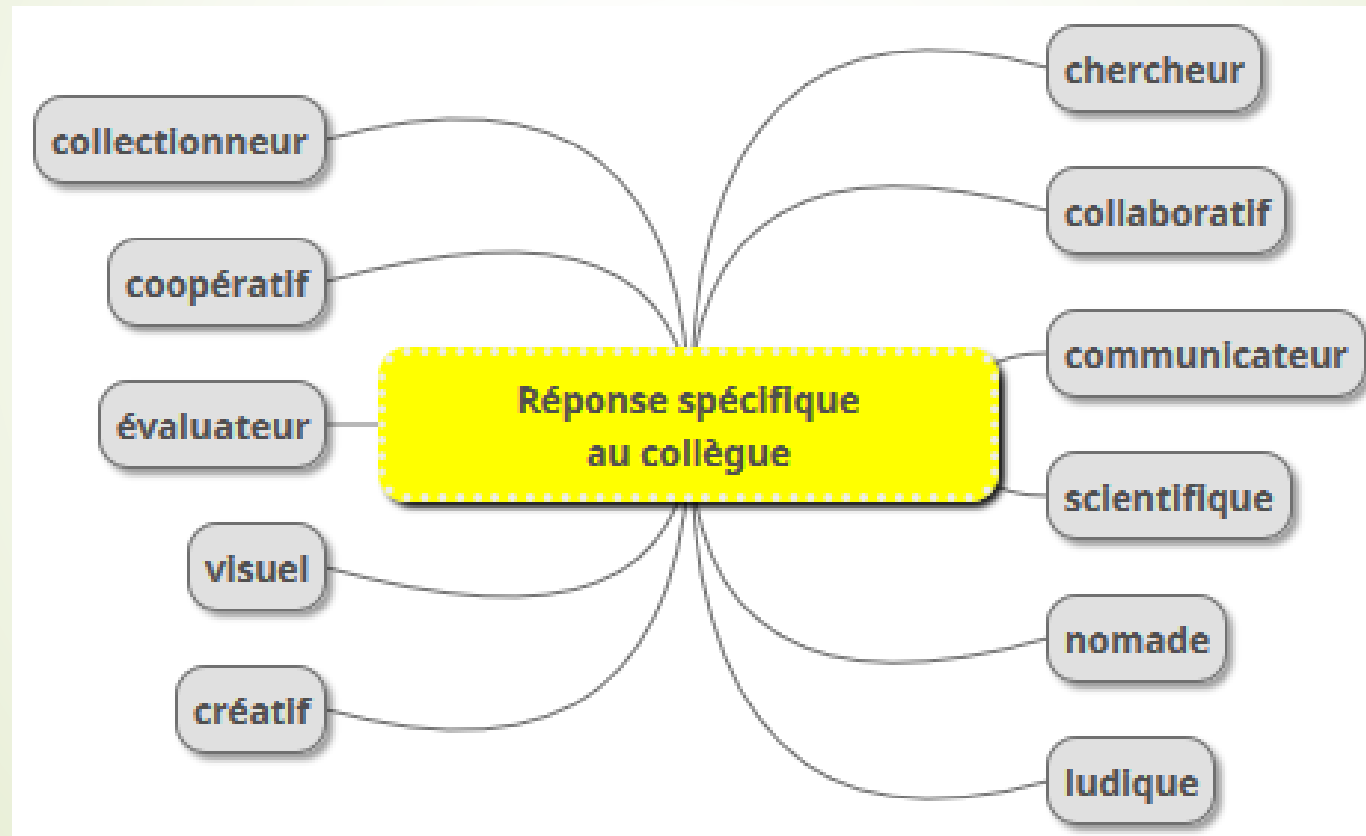 collectionneur
coopératif
évaluateur
visuel
créatif
Réponse spécifique
au collègue
chercheur
collaboratif
communicateur
scientifique
nomade
ludique